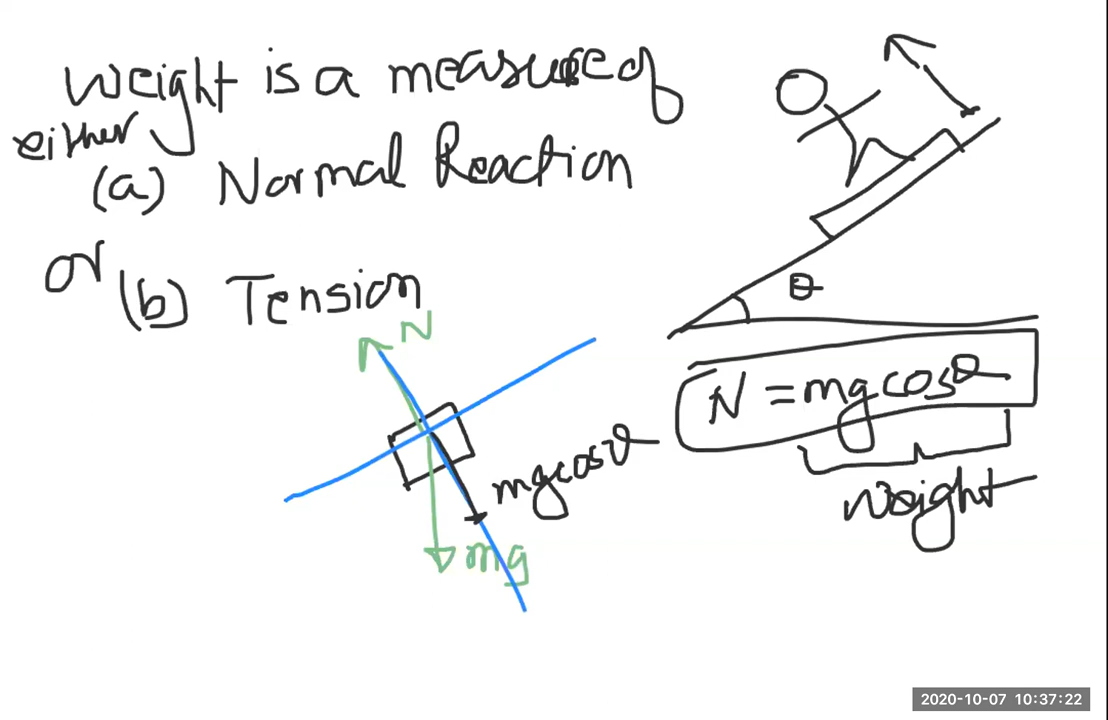 weight is a measure of
either
(a) Normal Reaction
or
(b) Tension
θ
N
mgcosθ
mg
N = mgcosθ
weight
2020-10-07 10:37:22